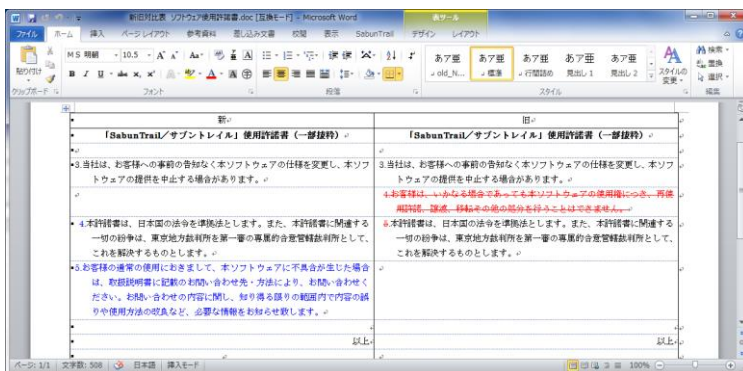 新旧対比表 ソフトウェア使用許諾書.doc [互換モード] - Microsoft Word
表ツール
ファイル ホーム 挿入 ページ レイアウト 参考資料 差し込み文書 校閲 表示 SabunTrail デザイン レイアウト
貼り付け
MS 明朝 10.5
B I U abc
あア亜 あア亜 あア亜 あア亜 あア亜
old_N... 標準 行間詰め 見出し 1 見出し 2
スタイルの変更
検索
置換
選択
クリップボード フォント 段落 スタイル 編集
新
旧
「SabunTrail/サブントレイル」使用許諾書(一部抜粋)
「SabunTrail/サブントレイル」使用許諾書(一部抜粋)
3.当社は、お客様への事前の告知なく本ソフトウェアの仕様を変更し、本ソフ
トウェアの提供を中止する場合があります。
3.当社は、お客様への事前の告知なく本ソフトウェアの仕様を変更し、本ソフ
トウェアの提供を中止する場合があります。
4.お客様は、いかなる場合であっても本ソフトウェアの使用権につき、再使
用許諾、譲渡、移転その他の処分を行うことはできません。
4.本許諾書は、日本国の法令を準拠法とします。また、本許諾書に関連する
一切の紛争は、東京地方裁判所を第一審の専属的合意管轄裁判所として、
これを解決するものとします。
5.本許諾書は、日本国の法令を準拠法とします。また、本許諾書に関連する
一切の紛争は、東京地方裁判所を第一審の専属的合意管轄裁判所として、
これを解決するものとします。
5.お客様の通常の使用におきまして、本ソフトウェアに不具合が生じた場合
は、取扱説明書に記載のお問い合わせ先・方法により、お問い合わせく
ださい。お問い合わせの内容に関し、知り得る限りの範囲内で内容の誤
りや使用方法の改良など、必要な情報をお知らせ致します。
以上
以上
ページ: 1/1 文字数: 508 日本語 挿入モード 100%